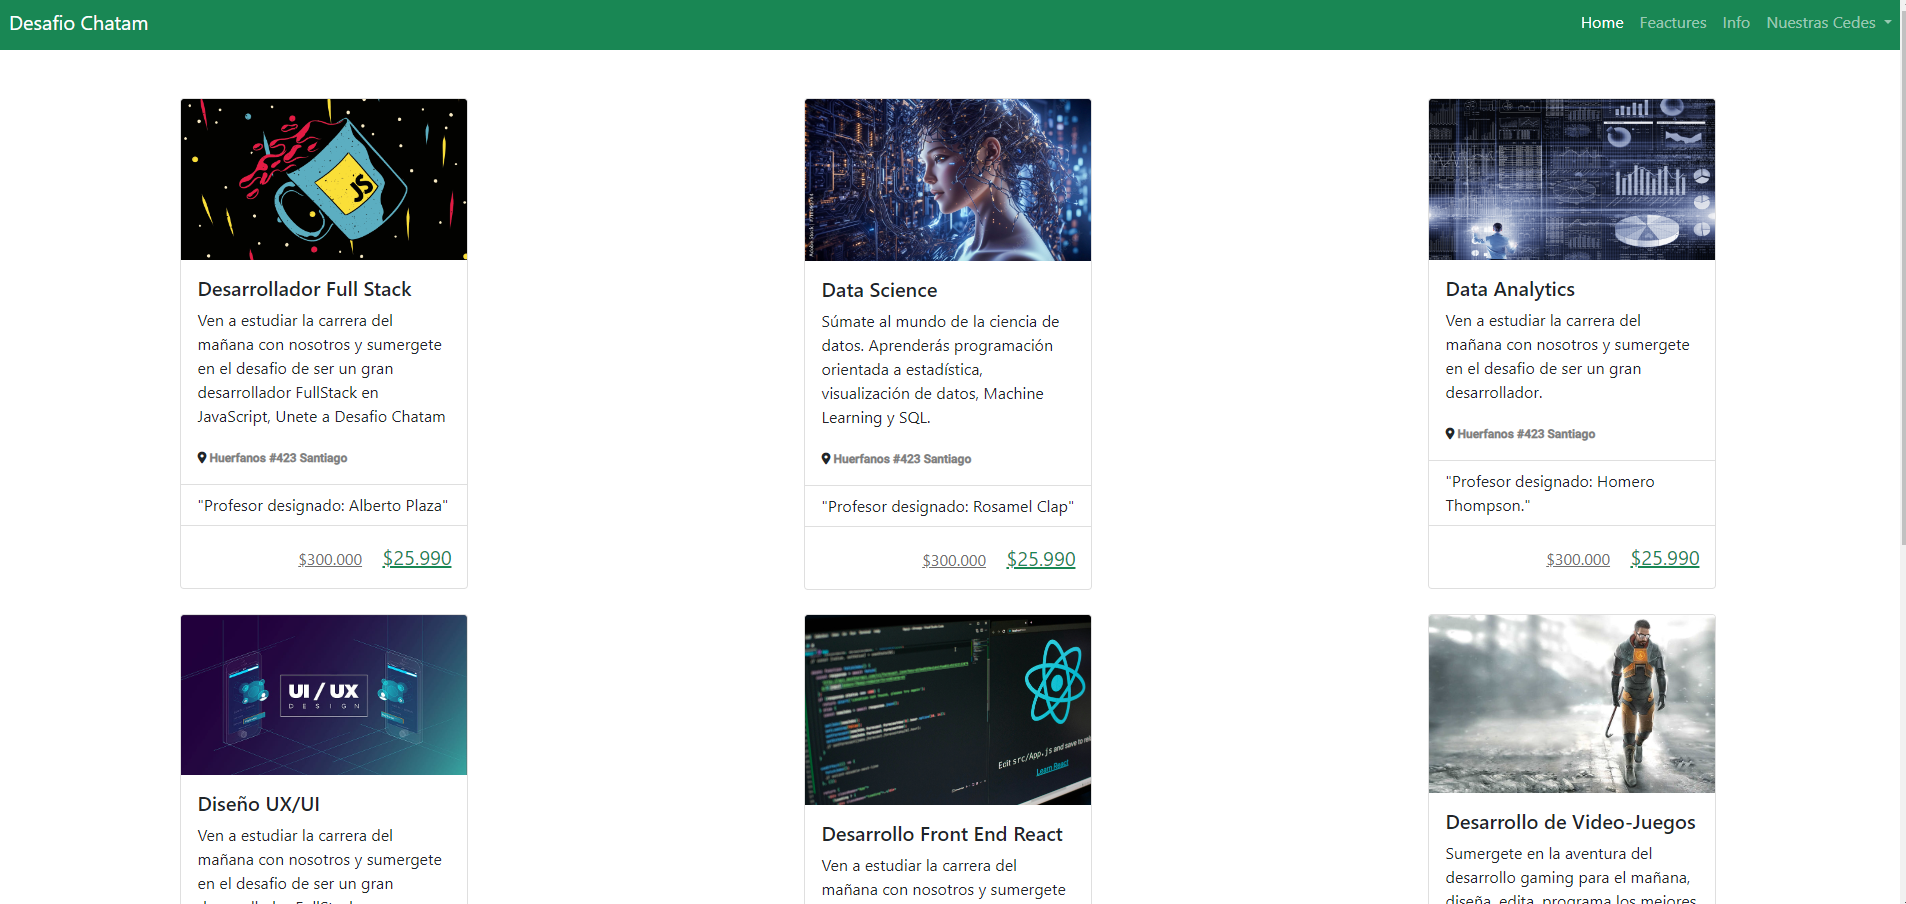 Desafio Chatam
Home Feactures Info Nuestras Cedes
JS
Desarrollador Full Stack
Ven a estudiar la carrera del
mañana con nosotros y sumergete
en el desafio de ser un gran
desarrollador FullStack en
JavaScript, Unete a Desafio Chatam
Huerfanos #423 Santiago
"Profesor designado: Alberto Plaza"
$300.000 $25.990
Data Science
Súmate al mundo de la ciencia de
datos. Aprenderás programación
orientada a estadística,
visualización de datos, Machine
Learning y SQL.
Huerfanos #423 Santiago
"Profesor designado: Rosamel Clap"
$300.000 $25.990
Data Analytics
Ven a estudiar la carrera del
mañana con nosotros y sumergete
en el desafio de ser un gran
desarrollador.
Huerfanos #423 Santiago
"Profesor designado: Homero
Thompson."
$300.000 $25.990
UI / UX
DESIGN
Diseño UX/UI
Ven a estudiar la carrera del
mañana con nosotros y sumergete
en el desafio de ser un gran
Edit src/App.js and save to
Learn React
Desarrollo Front End React
Ven a estudiar la carrera del
mañana con nosotros y sumergete
Desarrollo de Video-Juegos
Sumergete en la aventura del
desarrollo gaming para el mañana,
diseña, edita, programa los mejores